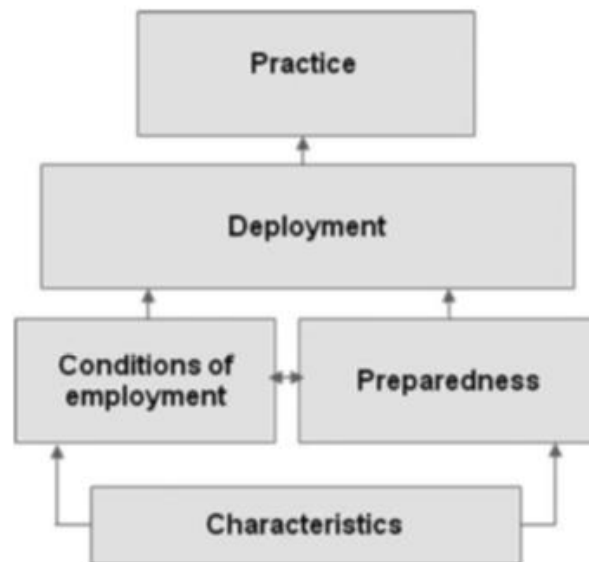 Practice
Deployment
Conditions of
employment
Preparedness
Characteristics